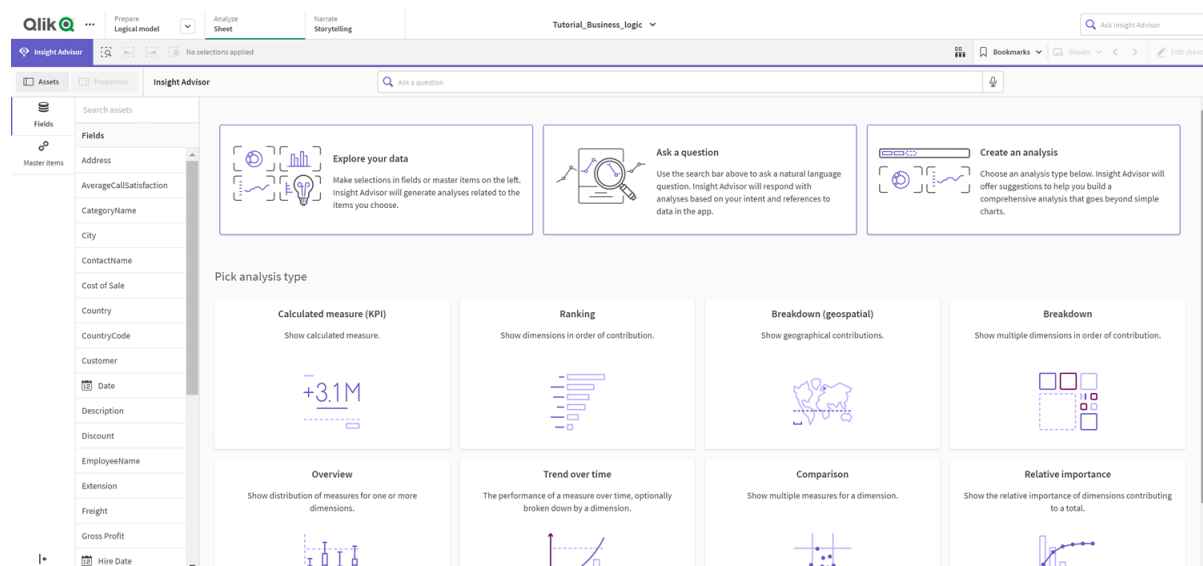 Qlik
Prepare
Logical model
Analyze
Sheet
Narrate
Storytelling
Tutorial_Business_logic
Ask Insight Advisor
Insight Advisor
No selections applied
Bookmarks
Sheets
Edit sheet
Assets
Properties
Insight Advisor
Ask a question
Fields
Master items
Search assets
Fields
Address
AverageCallSatisfaction
CategoryName
City
ContactName
Cost of Sale
Country
CountryCode
Customer
Date
Description
Discount
EmployeeName
Extension
Freight
Gross Profit
Hire Date
Explore your data
Make selections in fields or master items on the left.
Insight Advisor will generate analyses related to the
items you choose.
Ask a question
Use the search bar above to ask a natural language
question. Insight Advisor will respond with
analyses based on your intent and references to
data in the app.
Create an analysis
Choose an analysis type below. Insight Advisor will
offer suggestions to help you build a
comprehensive analysis that goes beyond simple
charts.
Pick analysis type
Calculated measure (KPI)
Show calculated measure.
+3.1M
Ranking
Show dimensions in order of contribution.
Breakdown (geospatial)
Show geographical contributions.
Breakdown
Show multiple dimensions in order of contribution.
Overview
Show distribution of measures for one or more
dimensions.
Trend over time
The performance of a measure over time, optionally
broken down by a dimension.
Comparison
Show multiple measures for a dimension.
Relative importance
Show the relative importance of dimensions contributing
to a total.